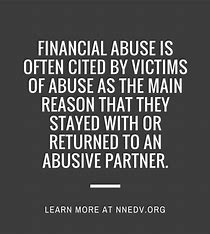 FINANCIAL ABUSE IS
OFTEN CITED BY VICTIMS
OF ABUSE AS THE MAIN
REASON THAT THEY
STAYED WITH OR
RETURNED TO AN
ABUSIVE PARTNER.
LEARN MORE AT NNEDV.ORG